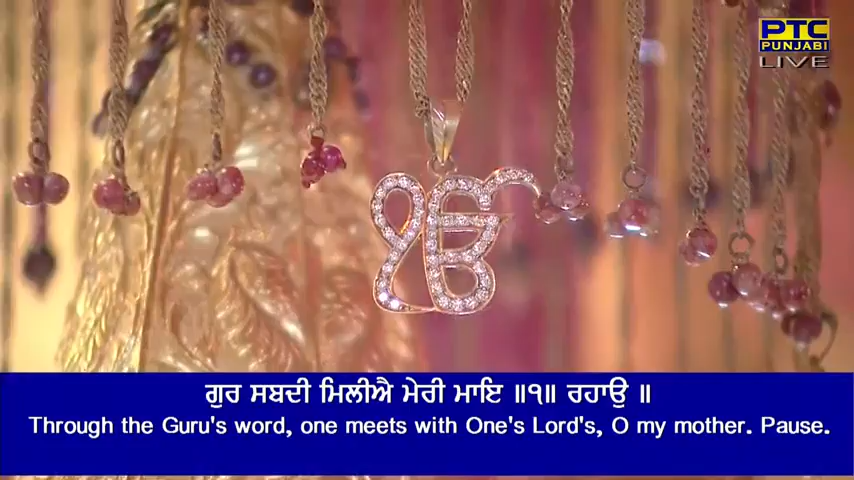 PTC
PUNJABI
LIVE
ੴ
ਗੁਰ ਸਬਦੀ ਮਿਲੀਐ ਮੇਰੀ ਮਾਇ ॥੧॥ ਰਹਾਉ ॥
Through the Guru's word, one meets with One's Lord's, O my mother. Pause.